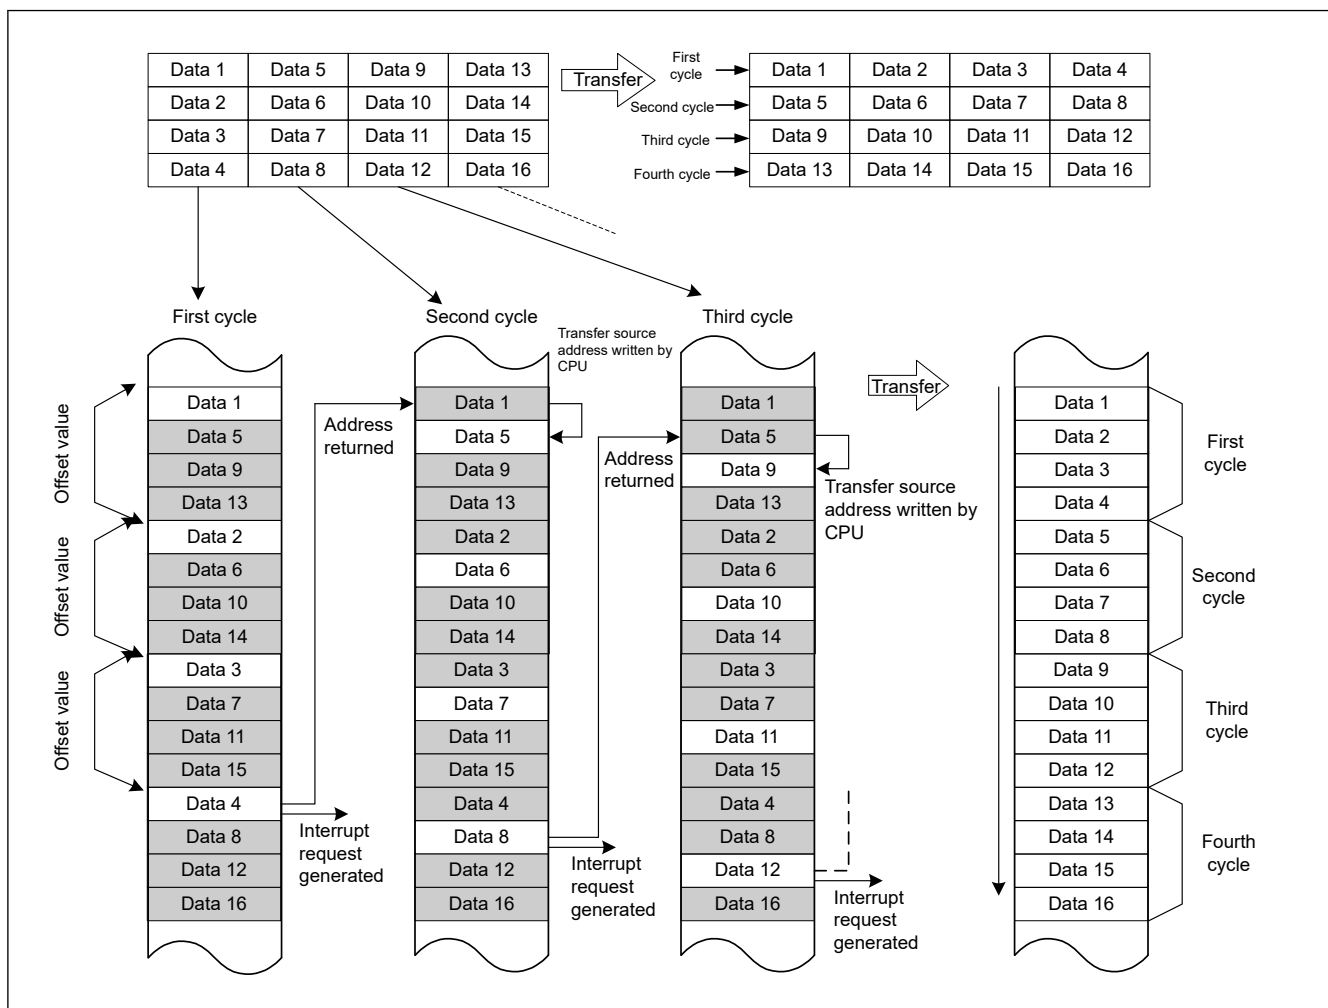 Data 1 Data 5 Data 9 Data 13
Data 2 Data 6 Data 10 Data 14
Data 3 Data 7 Data 11 Data 15
Data 4 Data 8 Data 12 Data 16
Transfer
First
cycle
Second cycle
Third cycle
Fourth cycle
Data 1 Data 2 Data 3 Data 4
Data 5 Data 6 Data 7 Data 8
Data 9 Data 10 Data 11 Data 12
Data 13 Data 14 Data 15 Data 16
First cycle
Offset value
Offset value
Offset value
Data 1
Data 5
Data 9
Data 13
Data 2
Data 6
Data 10
Data 14
Data 3
Data 7
Data 11
Data 15
Data 4
Data 8
Data 12
Data 16
Address
returned
Interrupt
request
generated
Second cycle
Transfer source
address written by
CPU
Data 1
Data 5
Data 9
Data 13
Data 2
Data 6
Data 10
Data 14
Data 3
Data 7
Data 11
Data 15
Data 4
Data 8
Data 12
Data 16
Address
returned
Interrupt
request
generated
Third cycle
Data 1
Data 5
Data 9
Data 13
Data 2
Data 6
Data 10
Data 14
Data 3
Data 7
Data 11
Data 15
Data 4
Data 8
Data 12
Data 16
Transfer source
address written by
CPU
Interrupt
request
generated
Transfer
Data 1
Data 2
Data 3
Data 4
Data 5
Data 6
Data 7
Data 8
Data 9
Data 10
Data 11
Data 12
Data 13
Data 14
Data 15
Data 16
First
cycle
Second
cycle
Third
cycle
Fourth
cycle